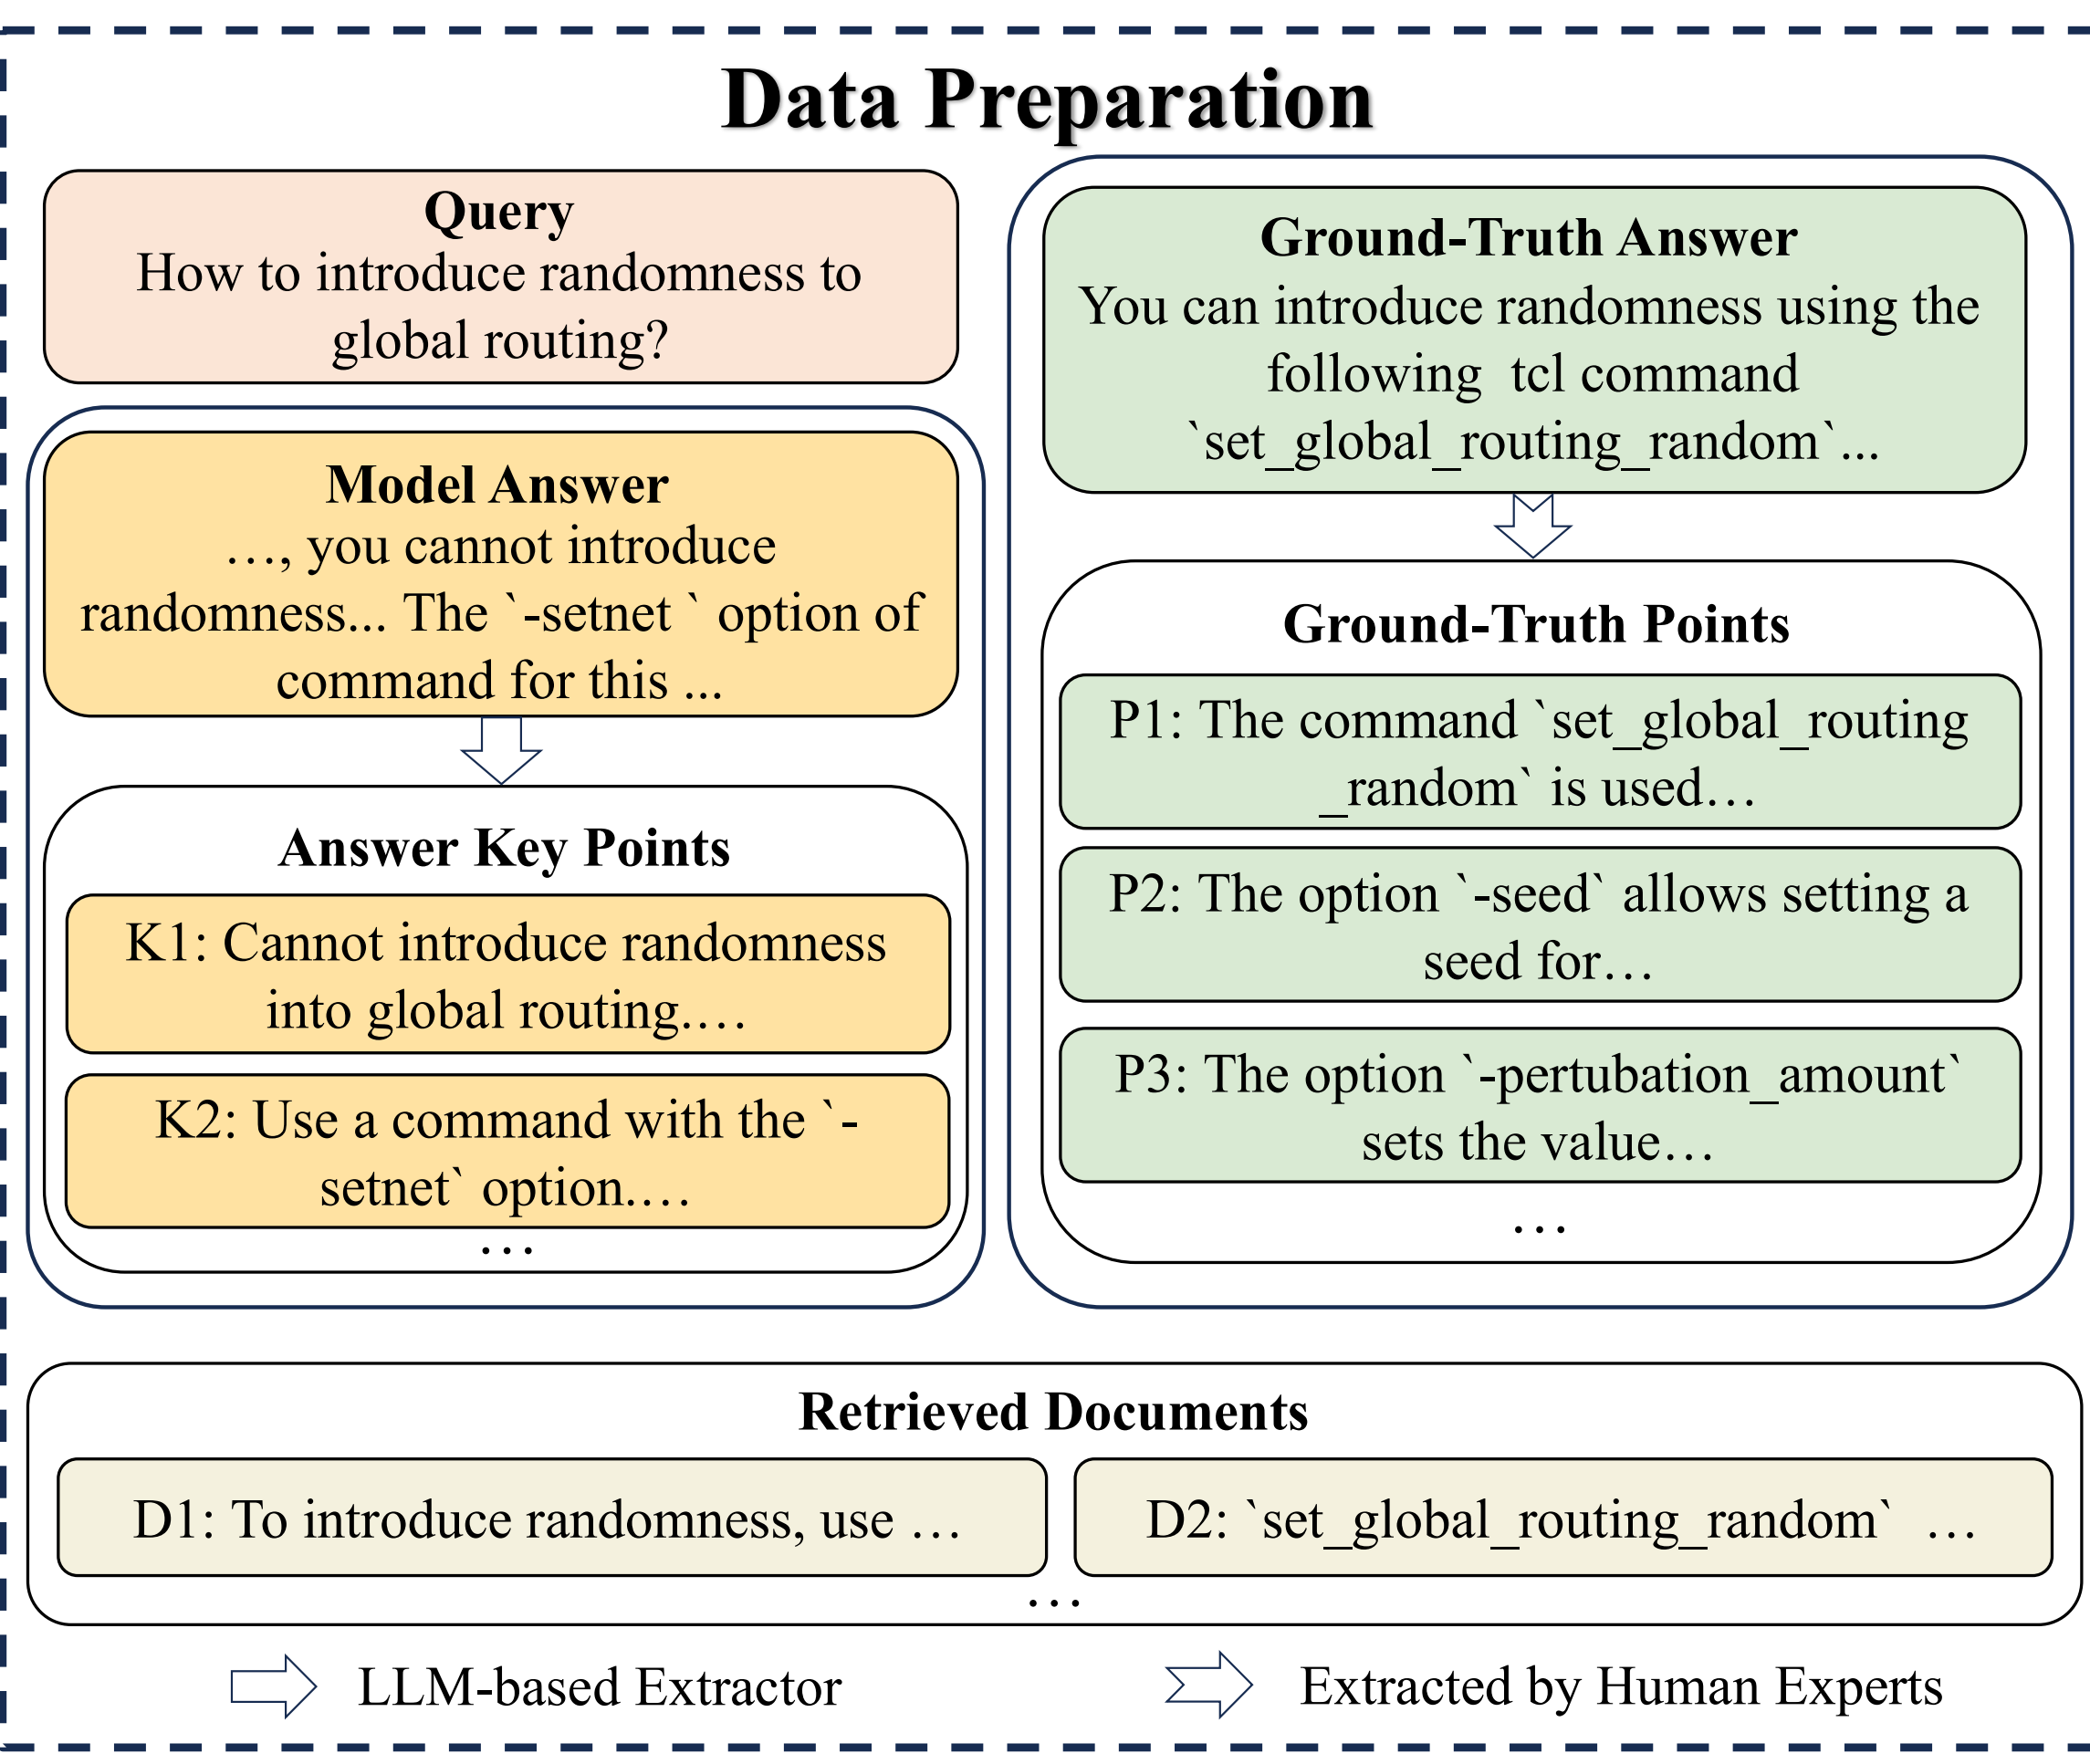 Data Preparation
Query
How to introduce randomness to
global routing?
Model Answer
…, you cannot introduce
randomness... The `-setnet ` option of
command for this ...
Answer Key Points
K1: Cannot introduce randomness
into global routing.…
K2: Use a command with the `-
setnet` option.…
…
Ground-Truth Answer
You can introduce randomness using the
following  tcl command
`set_global_routing_random`...
Ground-Truth Points
P1: The command `set_global_routing
_random` is used…
P2: The option `-seed` allows setting a
seed for…
P3: The option `-pertubation_amount`
sets the value…
…
Retrieved Documents
D1: To introduce randomness, use …
D2: `set_global_routing_random`  …
…
LLM-based Extractor
Extracted by Human Experts